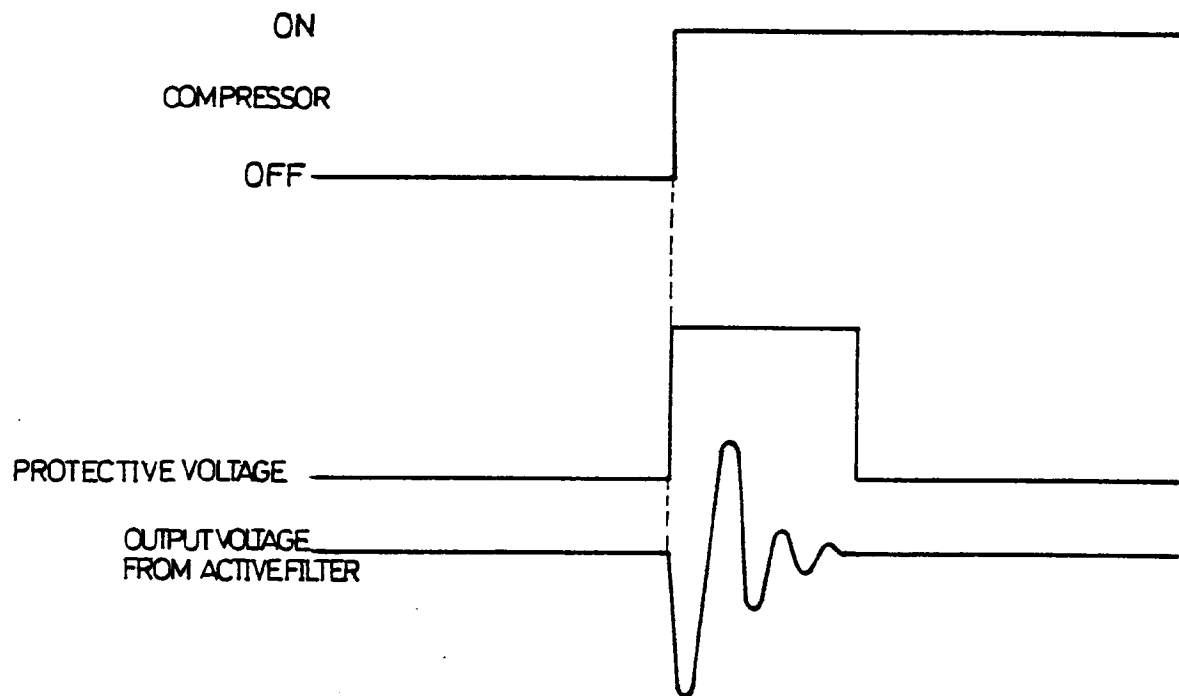 ON
COMPRESSOR
OFF
PROTECTIVE VOLTAGE
OUTPUT VOLTAGE
FROM ACTIVE FILTER